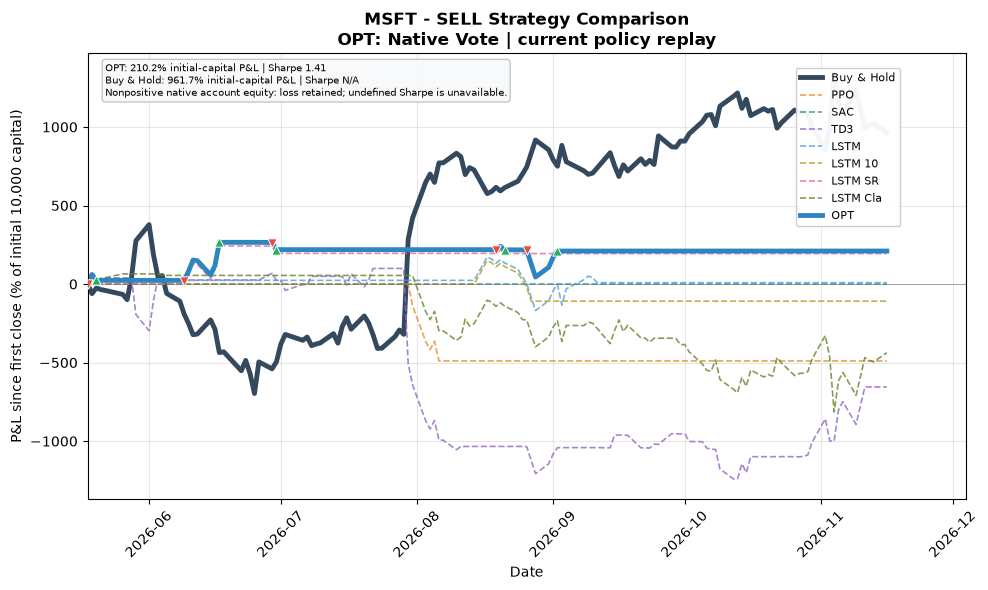 MSFT - SELL Strategy Comparison
OPT: Native Vote | current policy replay
OPT: 210.2% initial-capital P&L | Sharpe 1.41
Buy & Hold: 961.7% initial-capital P&L | Sharpe N/A
Nonpositive native account equity: loss retained; undefined Sharpe is unavailable.
Buy & Hold
PPO
SAC
TD3
LSTM
LSTM 10
LSTM SR
LSTM Cla
OPT
P&L since first close (% of initial 10,000 capital)
1000
500
0
−500
−1000
2026-06
2026-07
2026-08
2026-09
2026-10
2026-11
2026-12
Date